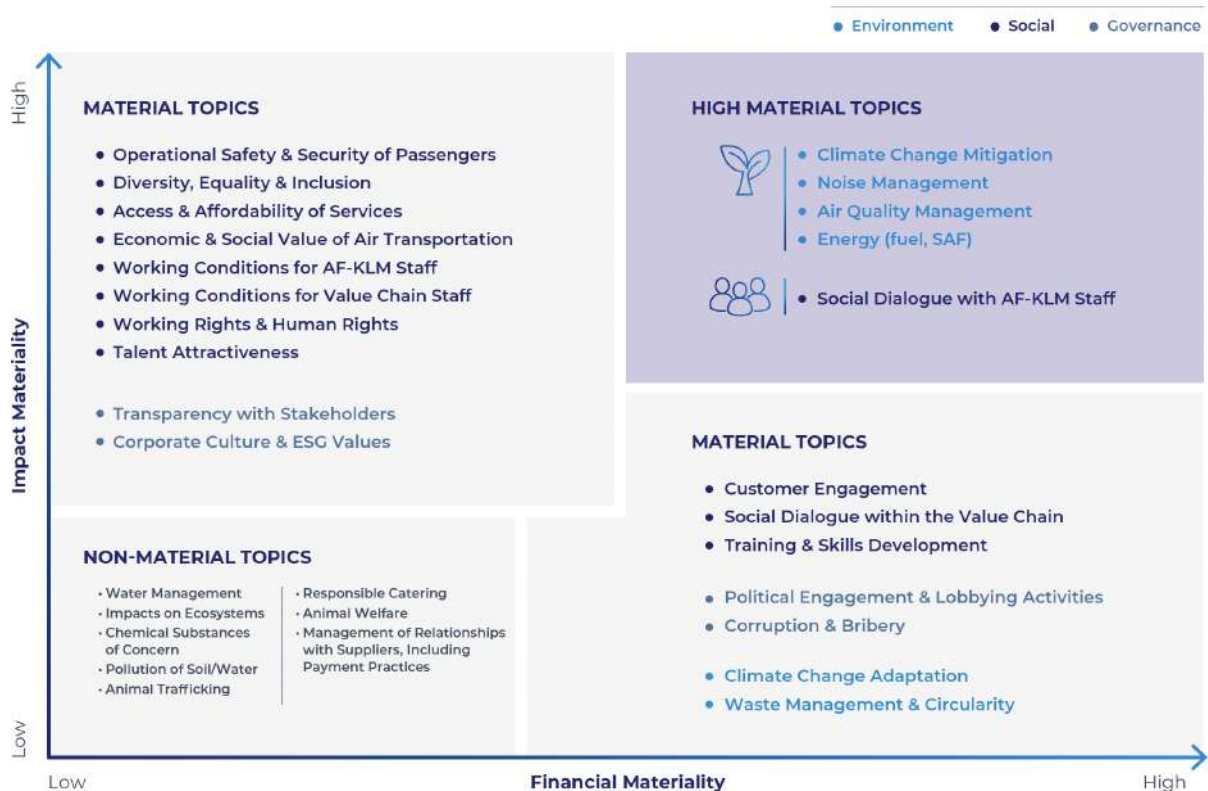 Environment
Social
Governance
High
MATERIAL TOPICS
• Operational Safety & Security of Passengers
• Diversity, Equality & Inclusion
• Access & Affordability of Services
• Economic & Social Value of Air Transportation
• Working Conditions for AF-KLM Staff
• Working Conditions for Value Chain Staff
• Working Rights & Human Rights
• Talent Attractiveness
• Transparency with Stakeholders
• Corporate Culture & ESG Values
HIGH MATERIAL TOPICS
• Climate Change Mitigation
• Noise Management
• Air Quality Management
• Energy (fuel, SAF)
• Social Dialogue with AF-KLM Staff
Impact Materiality
NON-MATERIAL TOPICS
· Water Management
· Impacts on Ecosystems
· Chemical Substances
of Concern
· Pollution of Soil/Water
· Animal Trafficking
· Responsible Catering
· Animal Welfare
· Management of Relationships
with Suppliers, Including
Payment Practices
MATERIAL TOPICS
• Customer Engagement
• Social Dialogue within the Value Chain
• Training & Skills Development
• Political Engagement & Lobbying Activities
• Corruption & Bribery
• Climate Change Adaptation
• Waste Management & Circularity
Low
Low
Financial Materiality
High